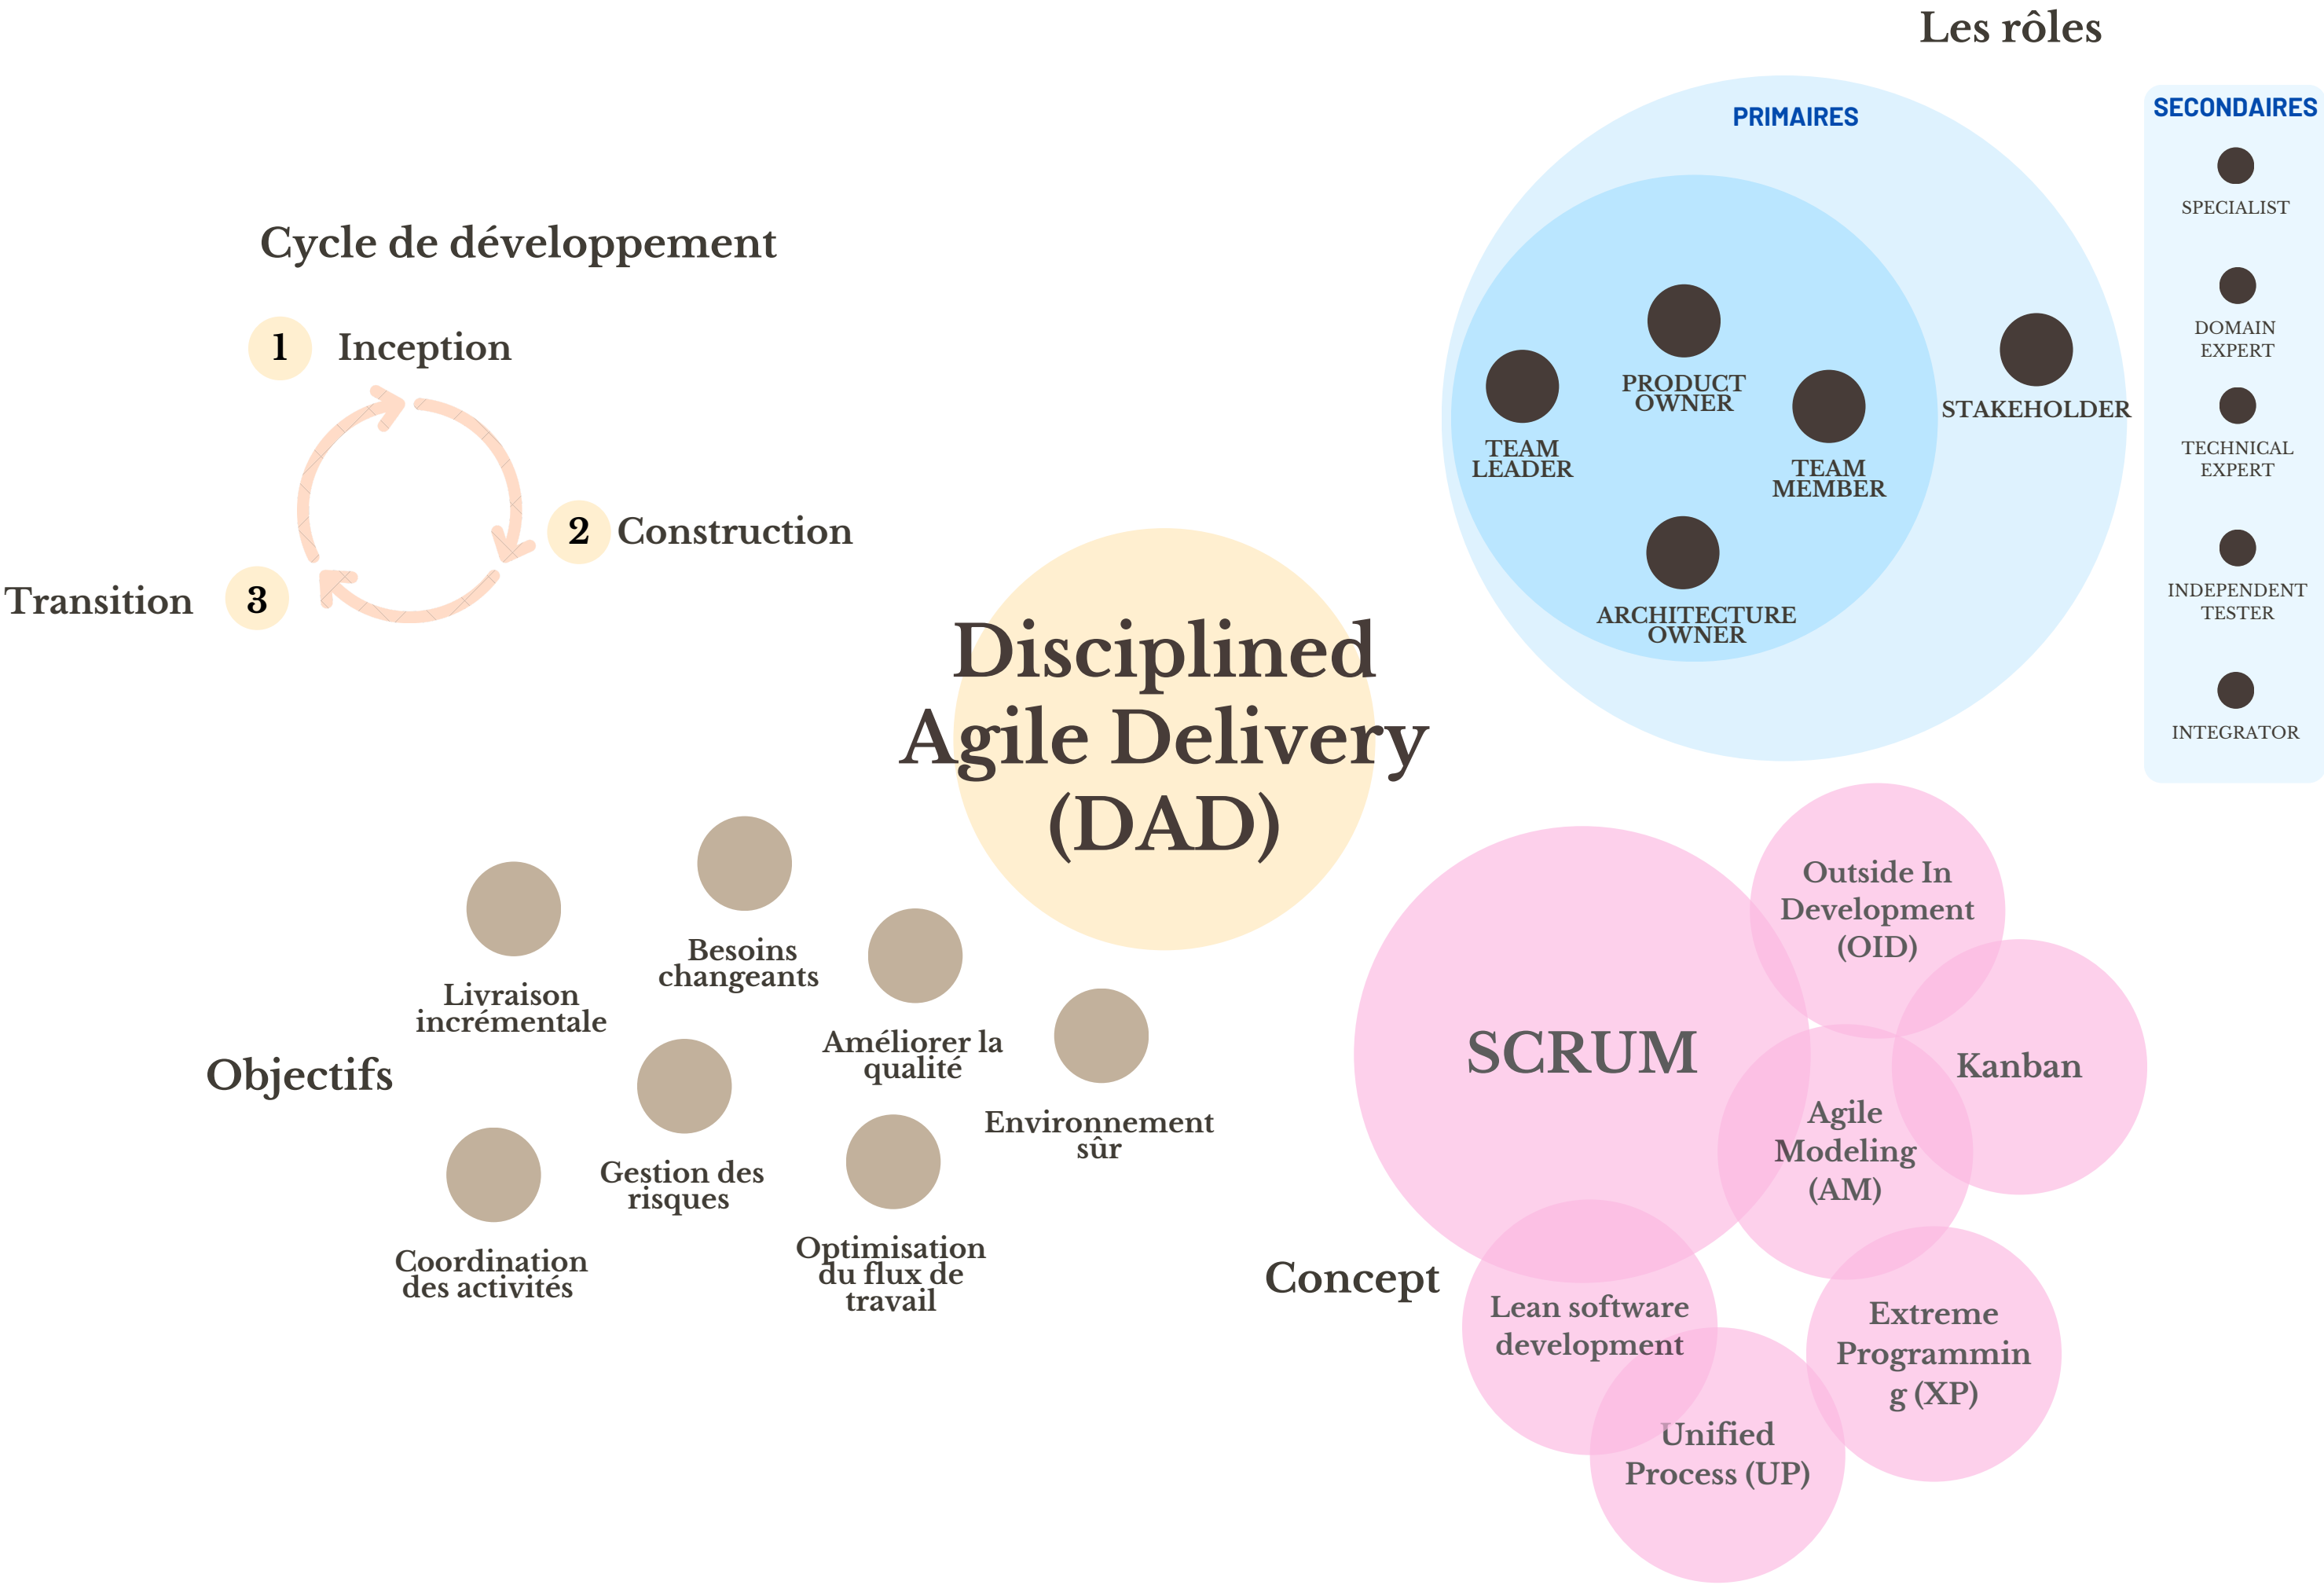 Les rôles
PRIMAIRES
PRODUCT
OWNER
TEAM
LEADER
TEAM
MEMBER
ARCHITECTURE
OWNER
STAKEHOLDER
SECONDAIRES
SPECIALIST
DOMAIN
EXPERT
TECHNICAL
EXPERT
INDEPENDENT
TESTER
INTEGRATOR
Cycle de développement
1
Inception
2
Construction
3
Transition
Disciplined
Agile Delivery
(DAD)
Objectifs
Livraison
incrémentale
Besoins
changeants
Améliorer la
qualité
Environnement
sûr
Gestion des
risques
Coordination
des activités
Optimisation
du flux de
travail
Concept
SCRUM
Outside In
Development
(OID)
Kanban
Agile
Modeling
(AM)
Lean software
development
Extreme
Programmin
g (XP)
Unified
Process (UP)